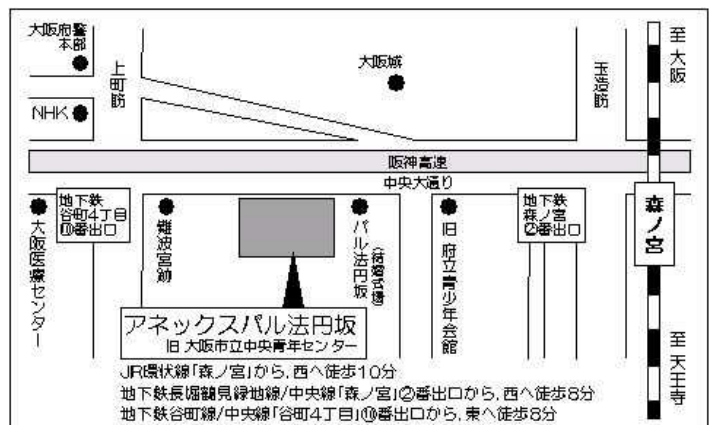 大阪府警
本部
上町筋
大阪城
玉造筋
至大阪
NHK
阪神高速
中央大通り
地下鉄
谷町4丁目
⑪番出口
地下鉄
森ノ宮
②番出口
森ノ宮
大阪医療センター
難波宮跡
パル法円坂
(結婚式場)
旧府立青少年会館
至天王寺
アネックスパル法円坂
旧 大阪市立中央青年センター
JR環状線「森ノ宮」から、西へ徒歩10分
地下鉄長堀鶴見緑地線/中央線「森ノ宮」②番出口から、西へ徒歩8分
地下鉄谷町線/中央線「谷町4丁目」⑪番出口から、東へ徒歩8分